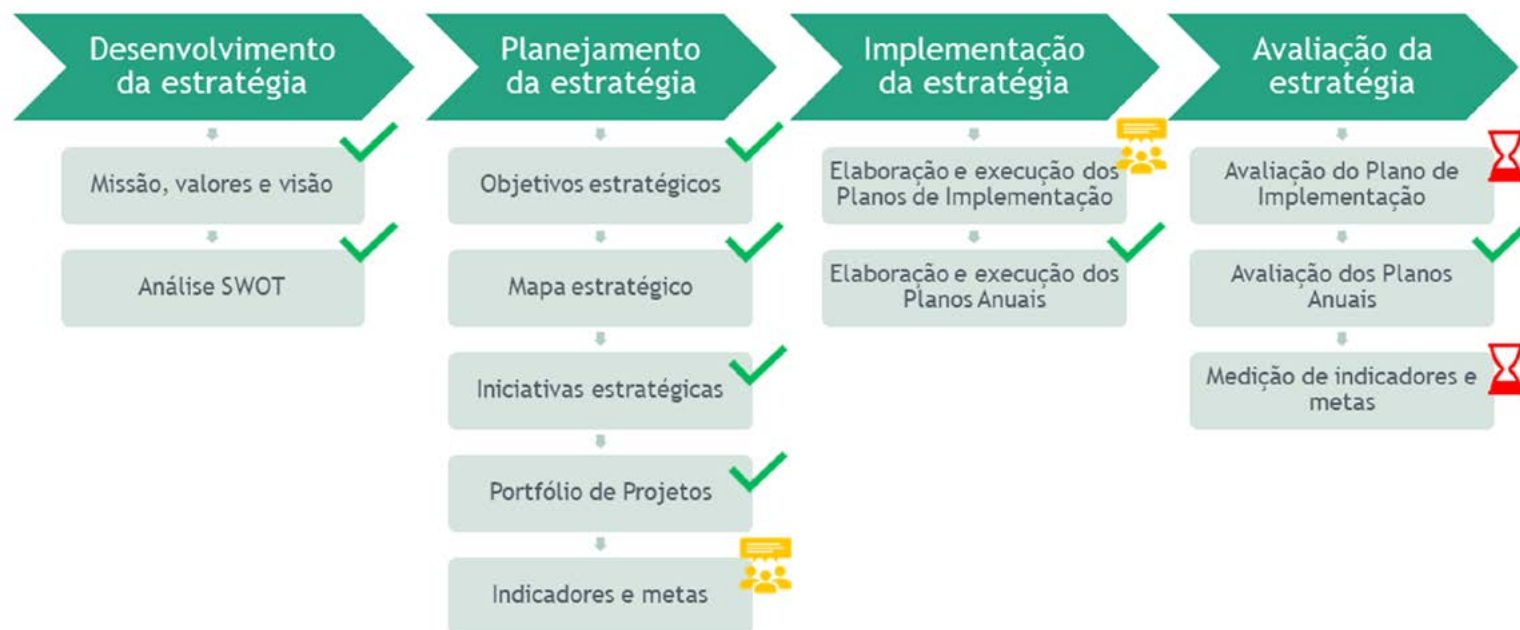 Desenvolvimento
da estratégia
Missão, valores e visão
Análise SWOT
Planejamento
da estratégia
Objetivos estratégicos
Mapa estratégico
Iniciativas estratégicas
Portfólio de Projetos
Indicadores e metas
Implementação
da estratégia
Elaboração e execução dos
Planos de Implementação
Elaboração e execução dos
Planos Anuais
Avaliação da
estratégia
Avaliação do Plano de
Implementação
Avaliação dos Planos
Anuais
Medição de indicadores e
metas